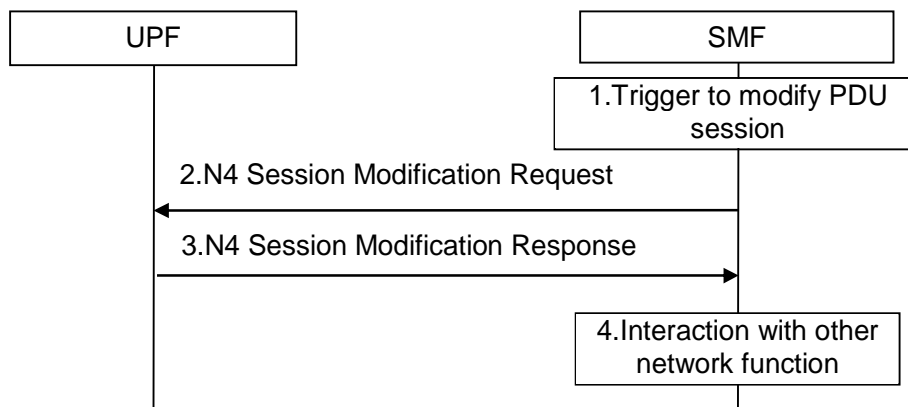 UPF
SMF
1.Trigger to modify PDU
session
2.N4 Session Modification Request
3.N4 Session Modification Response
4.Interaction with other
network function